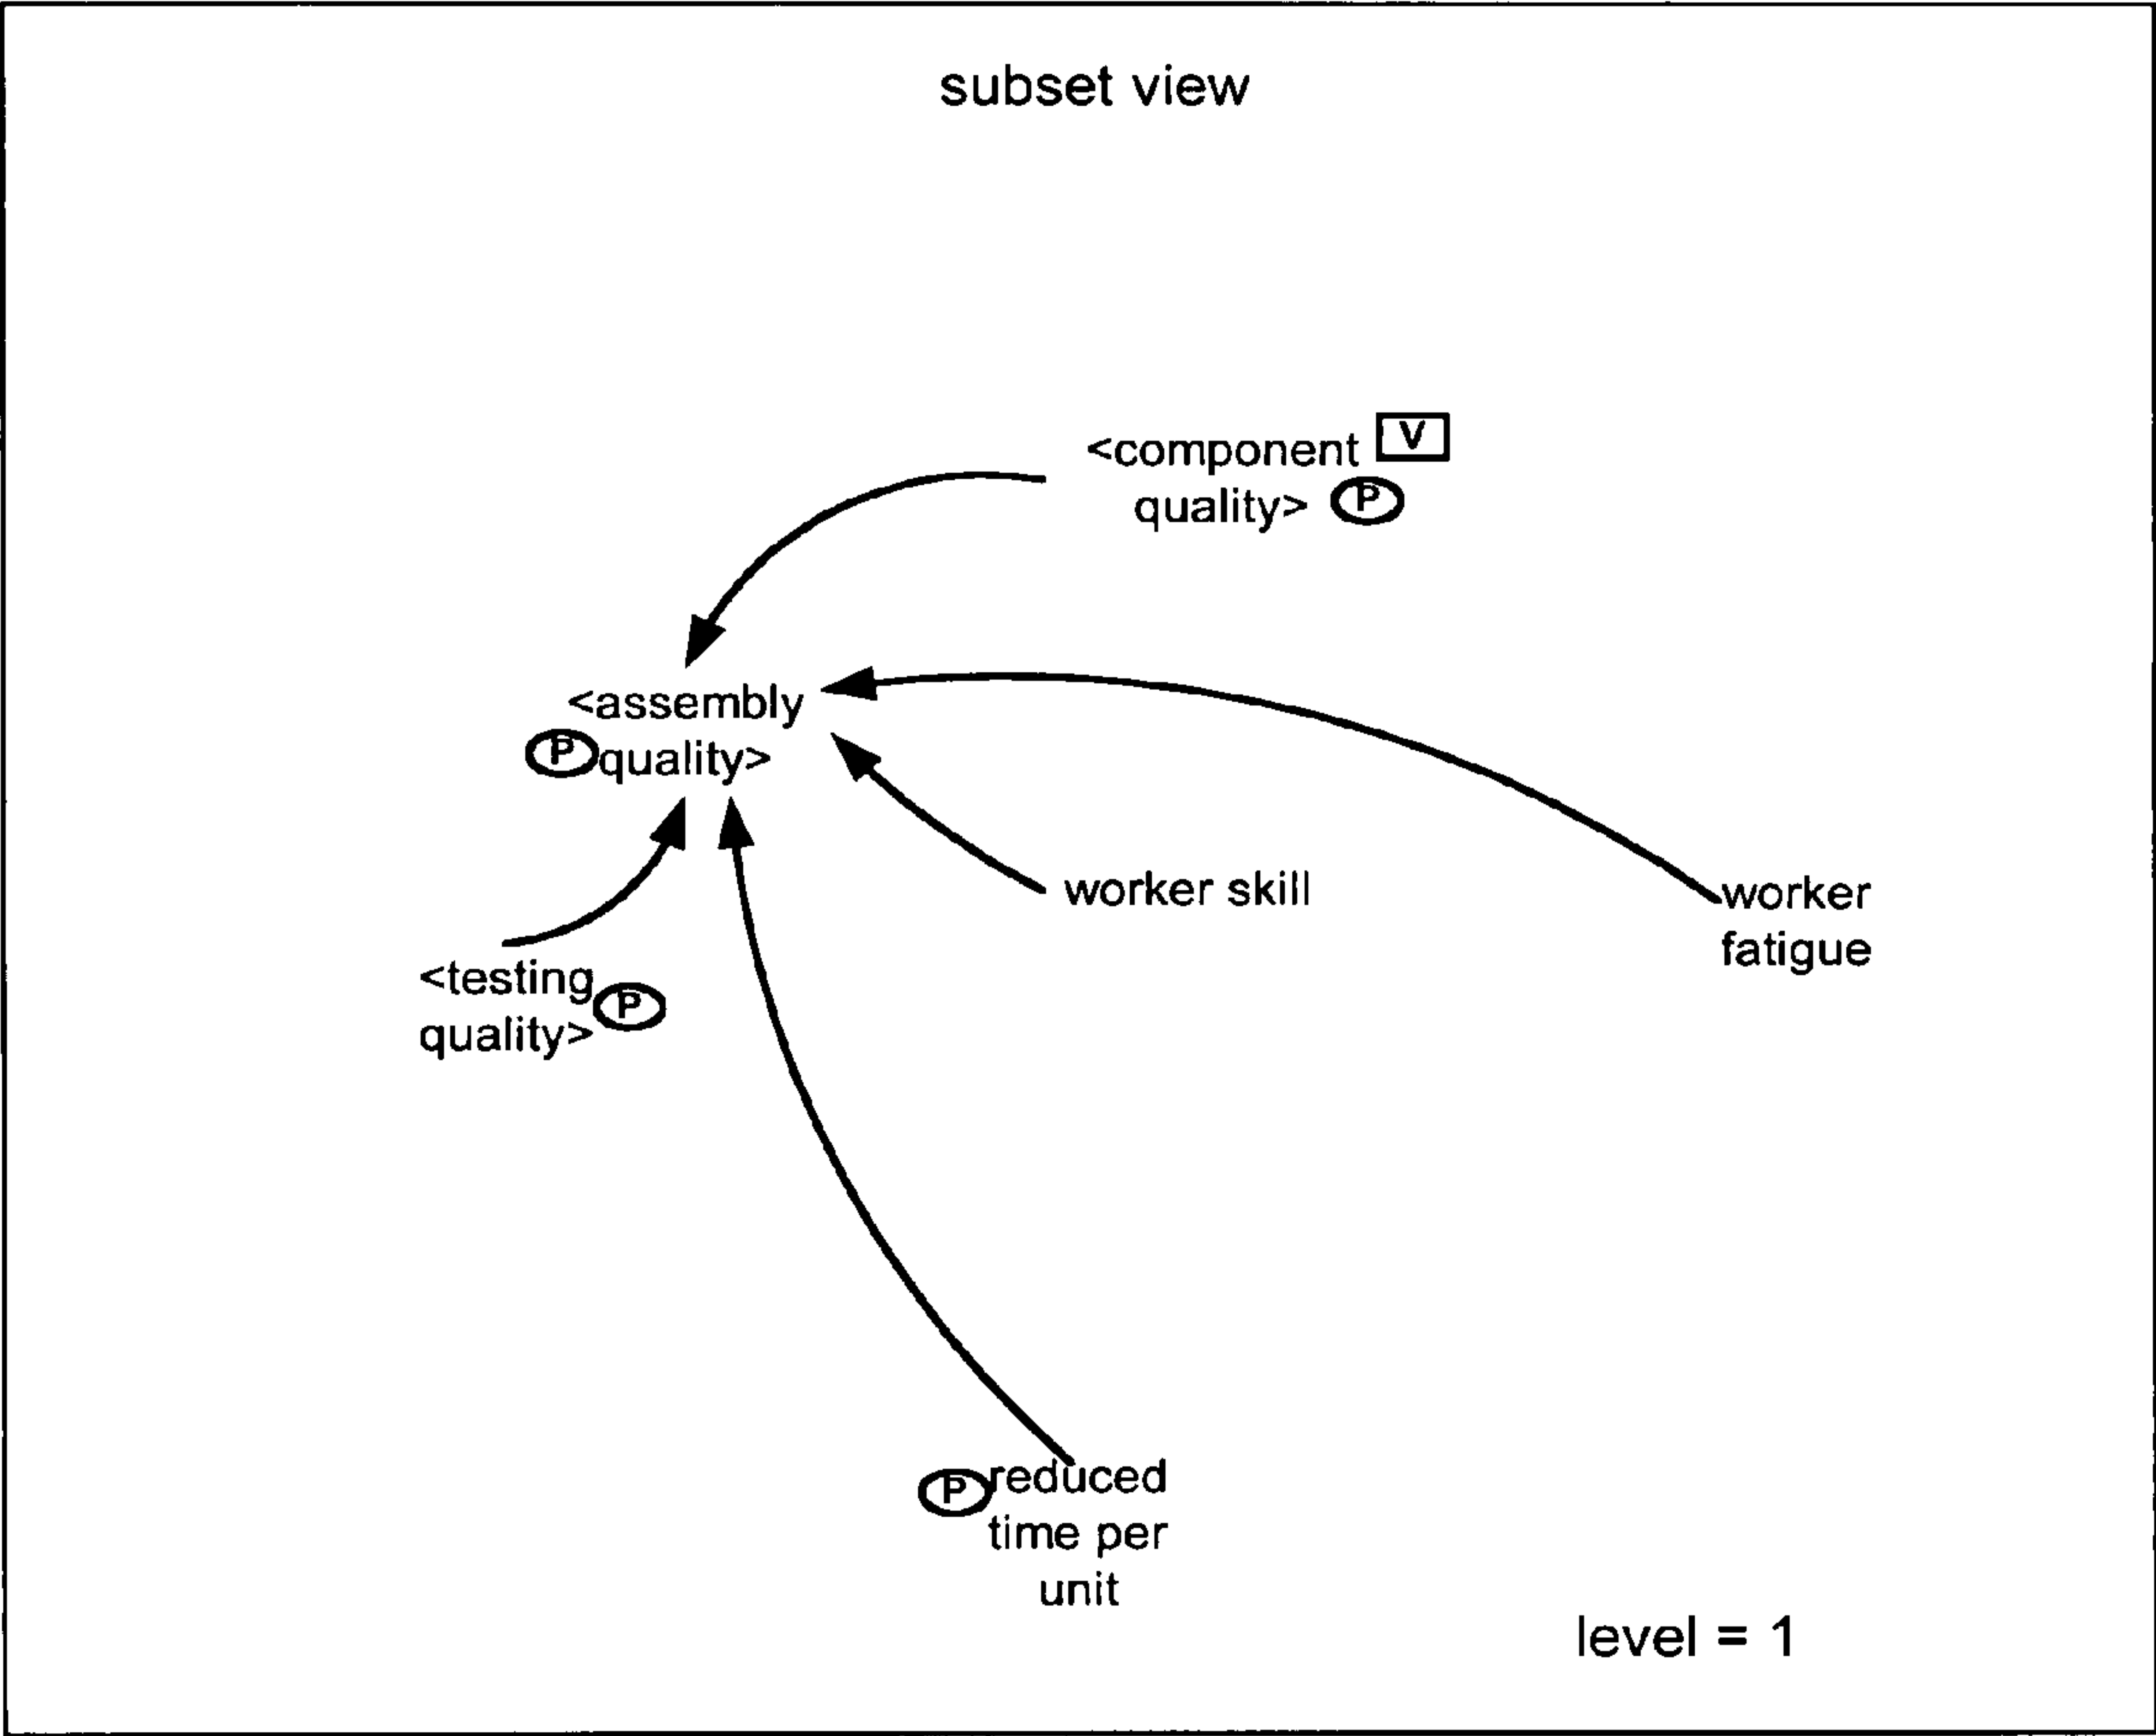 subset view
<component V
quality> P
<assembly
P quality>
worker skill
worker
fatigue
<testing P
quality>
P reduced
time per
unit
level = 1